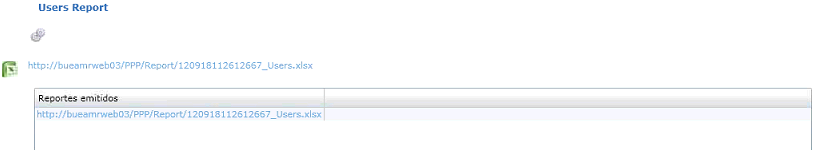 Users Report
http://bueamrweb03/PPP/Report/120918112612667_Users.xlsx
Reportes emitidos
http://bueamrweb03/PPP/Report/120918112612667_Users.xlsx